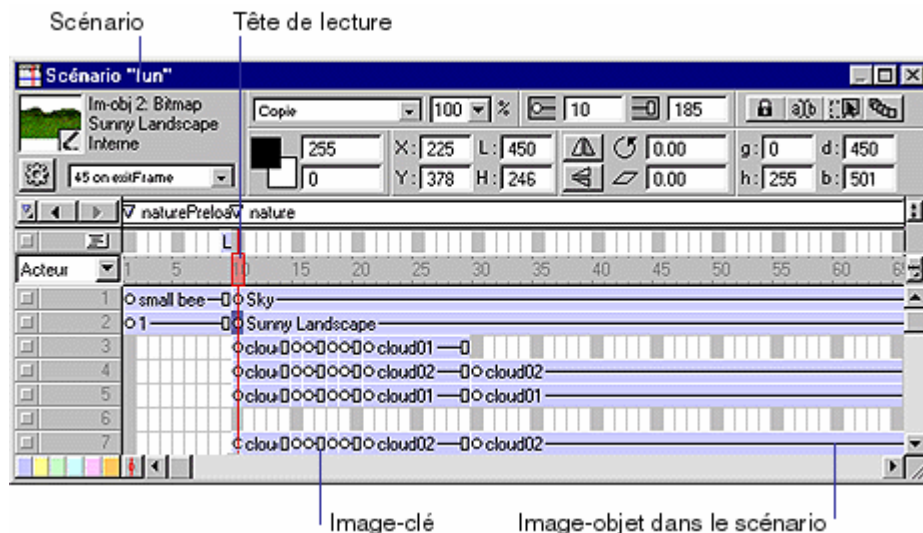 Scénario
Tête de lecture
Scénario "fun"
Im-obj 2: Bitmap
Sunny Landscape
Interne
Copie
100 %
10
185
255
0
X: 225 L: 450
Y: 378 H: 246
0.00
0.00
g: 0 d: 450
h: 255 b: 501
45 on exitFrame
naturePreloa nature
Acteur
1 5 10 15 20 25 30 35 40 45 50 55 60
1 small bee Sky
2 1 Sunny Landscape
3 clou cloud01
4 clou cloud02 cloud02
5 clou cloud01 cloud01
6
7 clou cloud02 cloud02
Image-clé
Image-objet dans le scénario